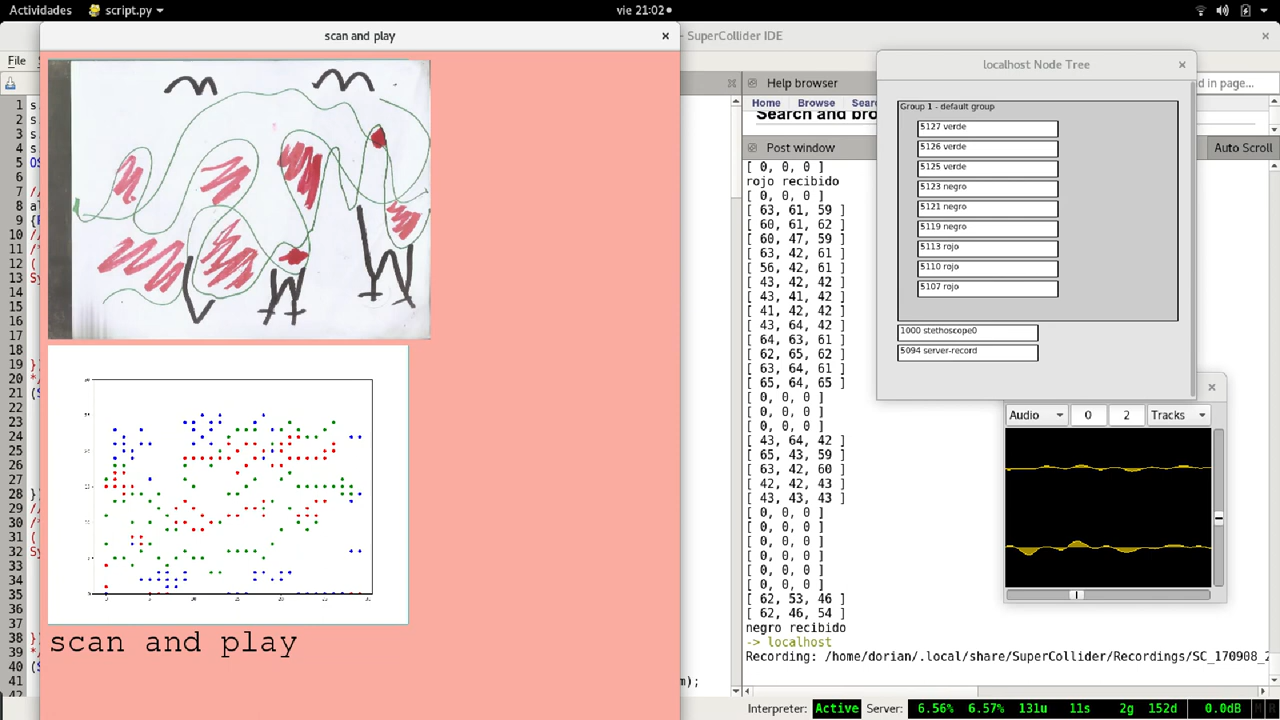 Actividades script.py vie 21:02
scan and play
SuperCollider IDE
File
Help browser
d in page...
Home Browse
Search and bro
Post window
Auto Scroll
[ 0, 0, 0 ]
rojo recibido
[ 0, 0, 0 ]
[ 63, 61, 59 ]
[ 60, 61, 62 ]
[ 60, 47, 59 ]
[ 63, 42, 61 ]
[ 56, 42, 61 ]
[ 43, 42, 42 ]
[ 43, 41, 42 ]
[ 41, 42, 42 ]
[ 43, 64, 42 ]
[ 64, 63, 61 ]
[ 62, 65, 62 ]
[ 63, 64, 61 ]
[ 65, 64, 65 ]
[ 0, 0, 0 ]
[ 0, 0, 0 ]
[ 0, 0, 0 ]
[ 43, 64, 42 ]
[ 65, 43, 59 ]
[ 63, 42, 60 ]
[ 42, 42, 43 ]
[ 43, 43, 43 ]
[ 0, 0, 0 ]
[ 0, 0, 0 ]
[ 0, 0, 0 ]
[ 0, 0, 0 ]
[ 0, 0, 0 ]
[ 0, 0, 0 ]
[ 62, 53, 46 ]
[ 62, 46, 54 ]
negro recibido
-> localhost
Recording: /home/dorian/.local/share/SuperCollider/Recordings/SC_170908_2
localhost Node Tree
Group 1 - default group
5127 verde
5126 verde
5125 verde
5123 negro
5121 negro
5119 negro
5113 rojo
5110 rojo
5107 rojo
1000 stethoscope0
5094 server-record
Audio 0 2 Tracks
scan and play
m);
Interpreter: Active Server: 6.56% 6.57% 131u 11s 2g 152d 0.0dB M R